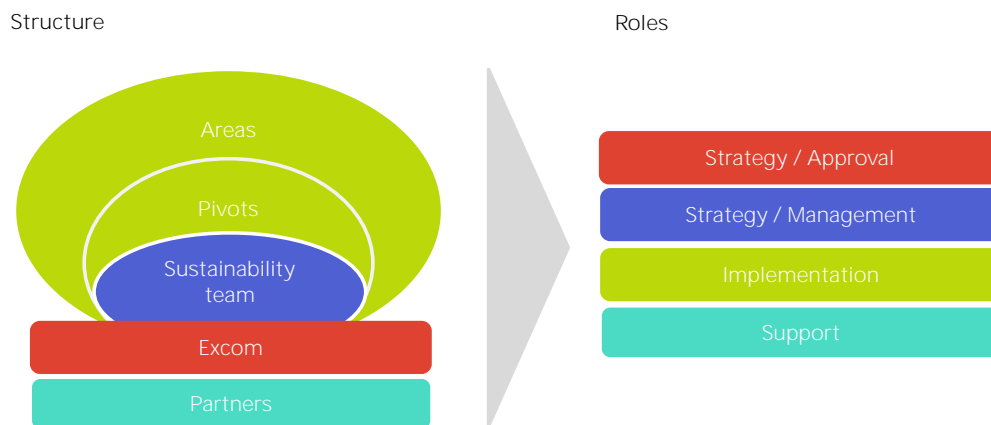 Structure
Roles
Areas
Pivots
Sustainability
team
Excom
Partners
Strategy / Approval
Strategy / Management
Implementation
Support